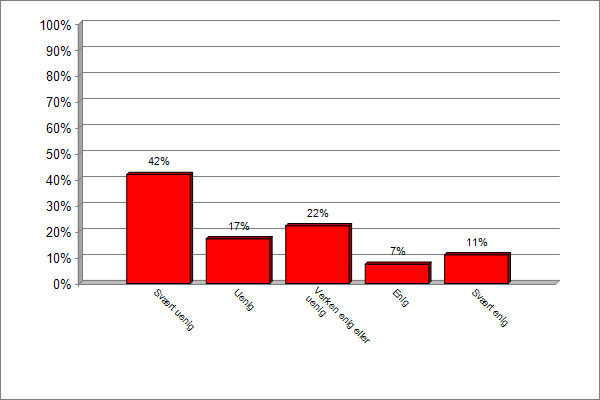 100%
90%
80%
70%
60%
50%
40%
30%
20%
10%
0%
42%
17%
22%
7%
11%
Svært uenig
Uenig
Verken enig eller
uenig
Enig
Svært enig